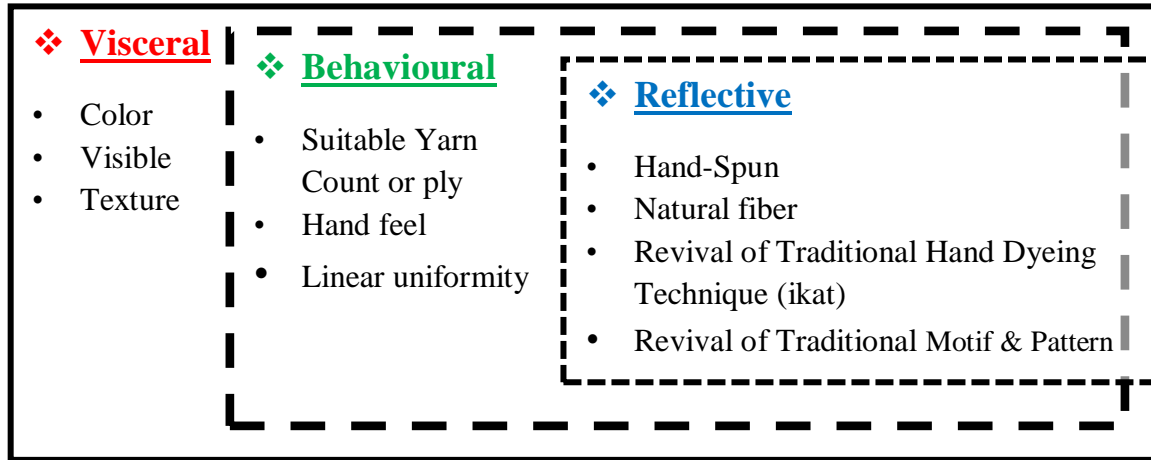 ❖ Visceral
• Color
• Visible
• Texture
❖ Behavioural
• Suitable Yarn
Count or ply
• Hand feel
• Linear uniformity
❖ Reflective
• Hand-Spun
• Natural fiber
• Revival of Traditional Hand Dyeing
Technique (ikat)
• Revival of Traditional Motif & Pattern